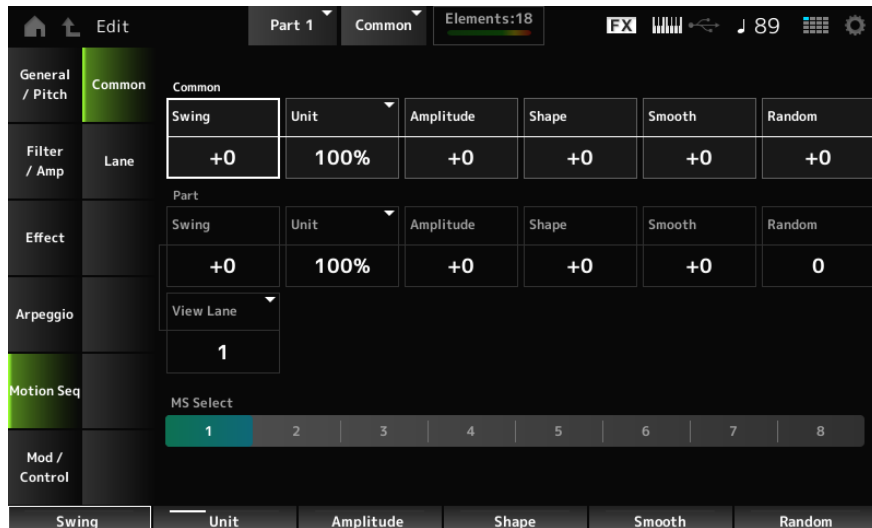 Edit
Part 1
Common
Elements:18
FX
♩ 89
General
/ Pitch
Common
Filter
/ Amp
Lane
Effect
Arpeggio
Motion Seq
Mod /
Control
Common
Swing Unit Amplitude Shape Smooth Random
+0 100% +0 +0 +0 +0
Part
Swing Unit Amplitude Shape Smooth Random
+0 100% +0 +0 +0 0
View Lane
1
MS Select
1 2 3 4 5 6 7 8
Swing Unit Amplitude Shape Smooth Random